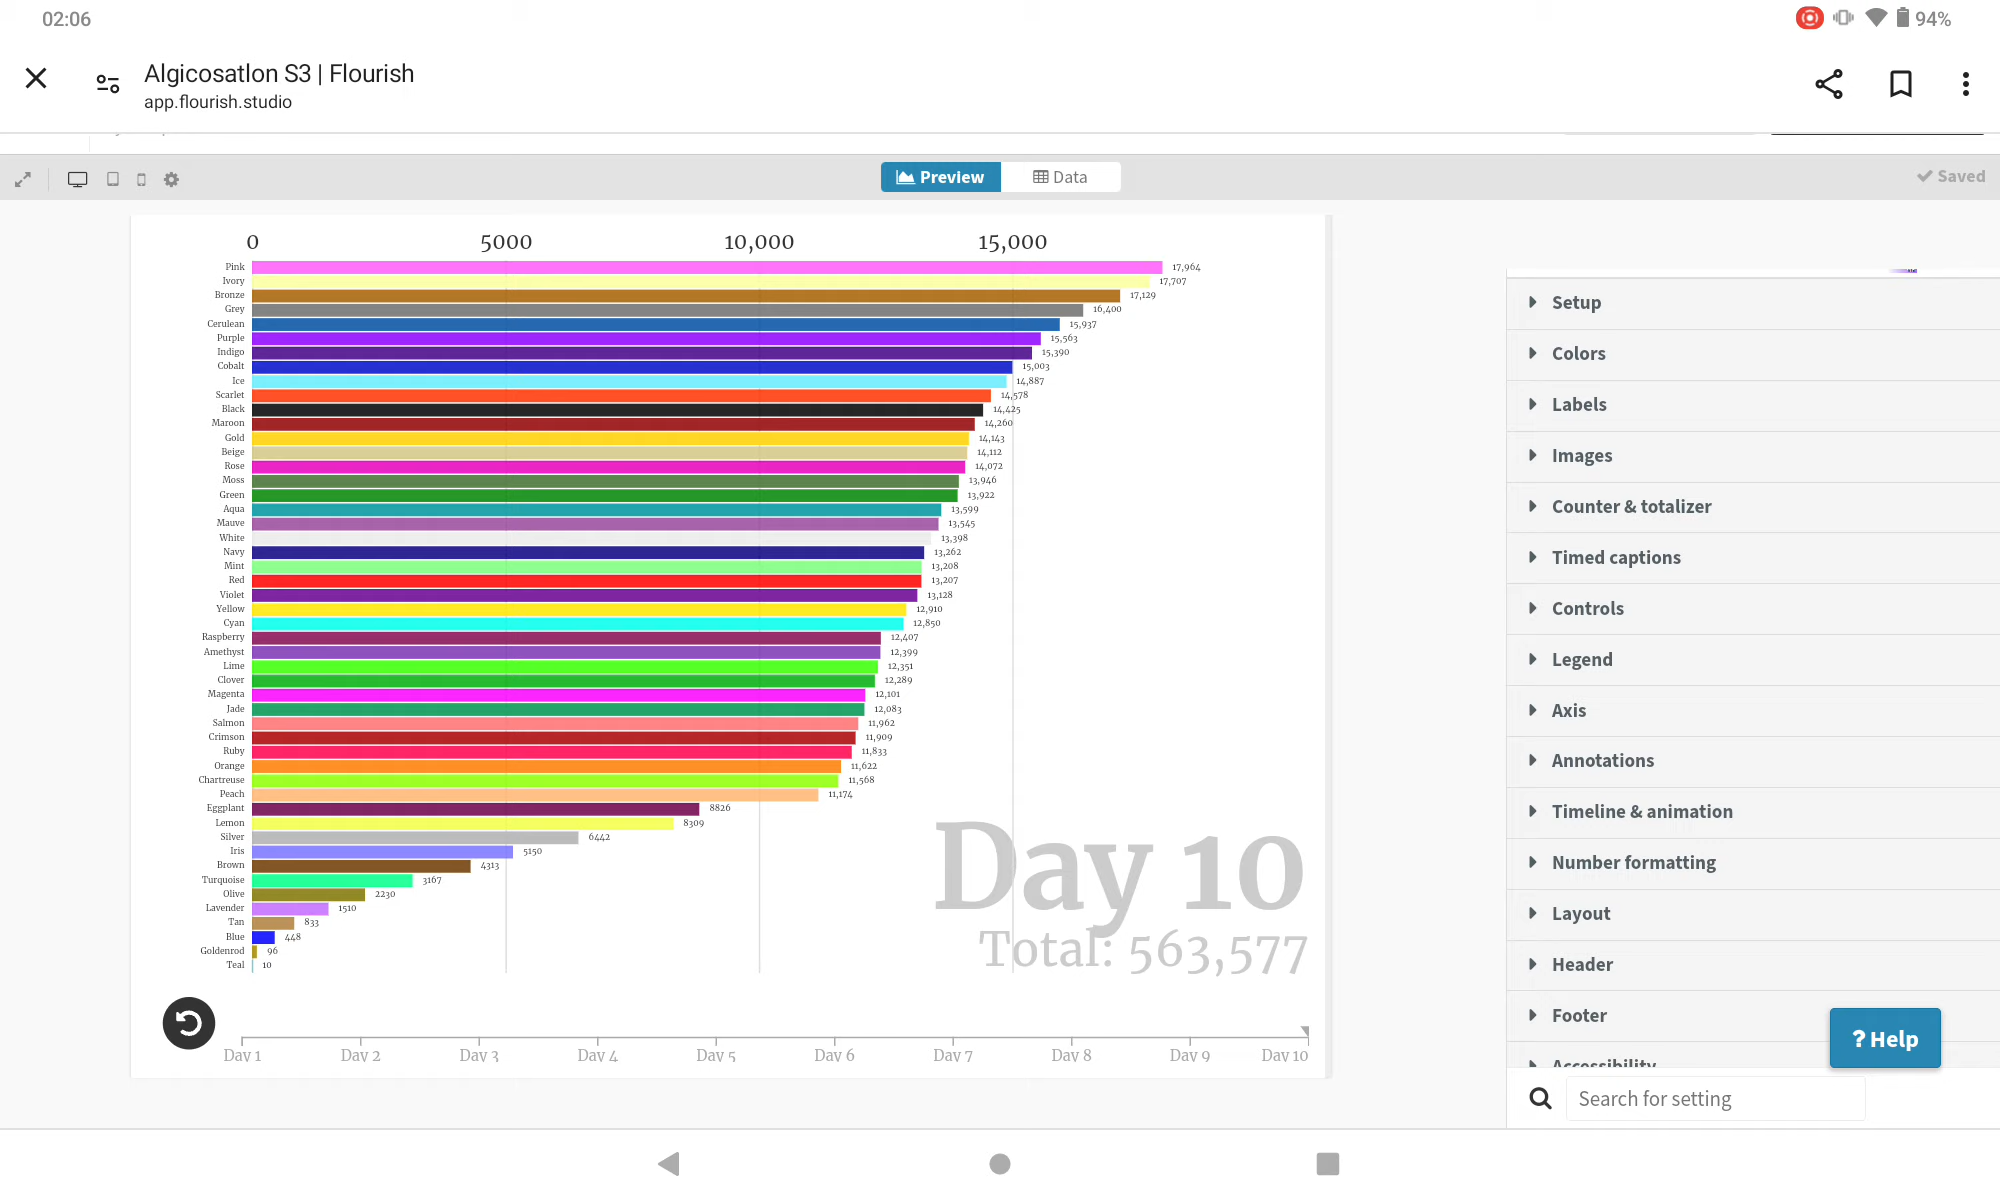 02:06
94%
Algicosatlon S3 | Flourish
app.flourish.studio
Preview
Data
Saved
0 5000 10,000 15,000
Pink 17,964
Ivory 17,707
Bronze 17,129
Grey 16,400
Cerulean 15,937
Purple 15,563
Indigo 15,390
Cobalt 15,003
Ice 14,887
Scarlet 14,578
Black 14,425
Maroon 14,260
Gold 14,143
Beige 14,112
Rose 14,072
Moss 13,946
Green 13,922
Aqua 13,599
Mauve 13,545
White 13,398
Navy 13,262
Mint 13,208
Red 13,207
Violet 13,128
Yellow 12,910
Cyan 12,850
Raspberry 12,407
Amethyst 12,399
Lime 12,351
Clover 12,289
Magenta 12,101
Jade 12,083
Salmon 11,962
Crimson 11,909
Ruby 11,833
Orange 11,622
Chartreuse 11,568
Peach 11,174
Eggplant 8826
Lemon 8309
Silver 6442
Iris 5150
Brown 4313
Turquoise 3167
Olive 2230
Lavender 1510
Tan 833
Blue 448
Goldenrod 96
Teal 10
Day 10
Total: 563,577
Day 1 Day 2 Day 3 Day 4 Day 5 Day 6 Day 7 Day 8 Day 9 Day 10
Setup
Colors
Labels
Images
Counter & totalizer
Timed captions
Controls
Legend
Axis
Annotations
Timeline & animation
Number formatting
Layout
Header
Footer
Accessibility
? Help
Search for setting